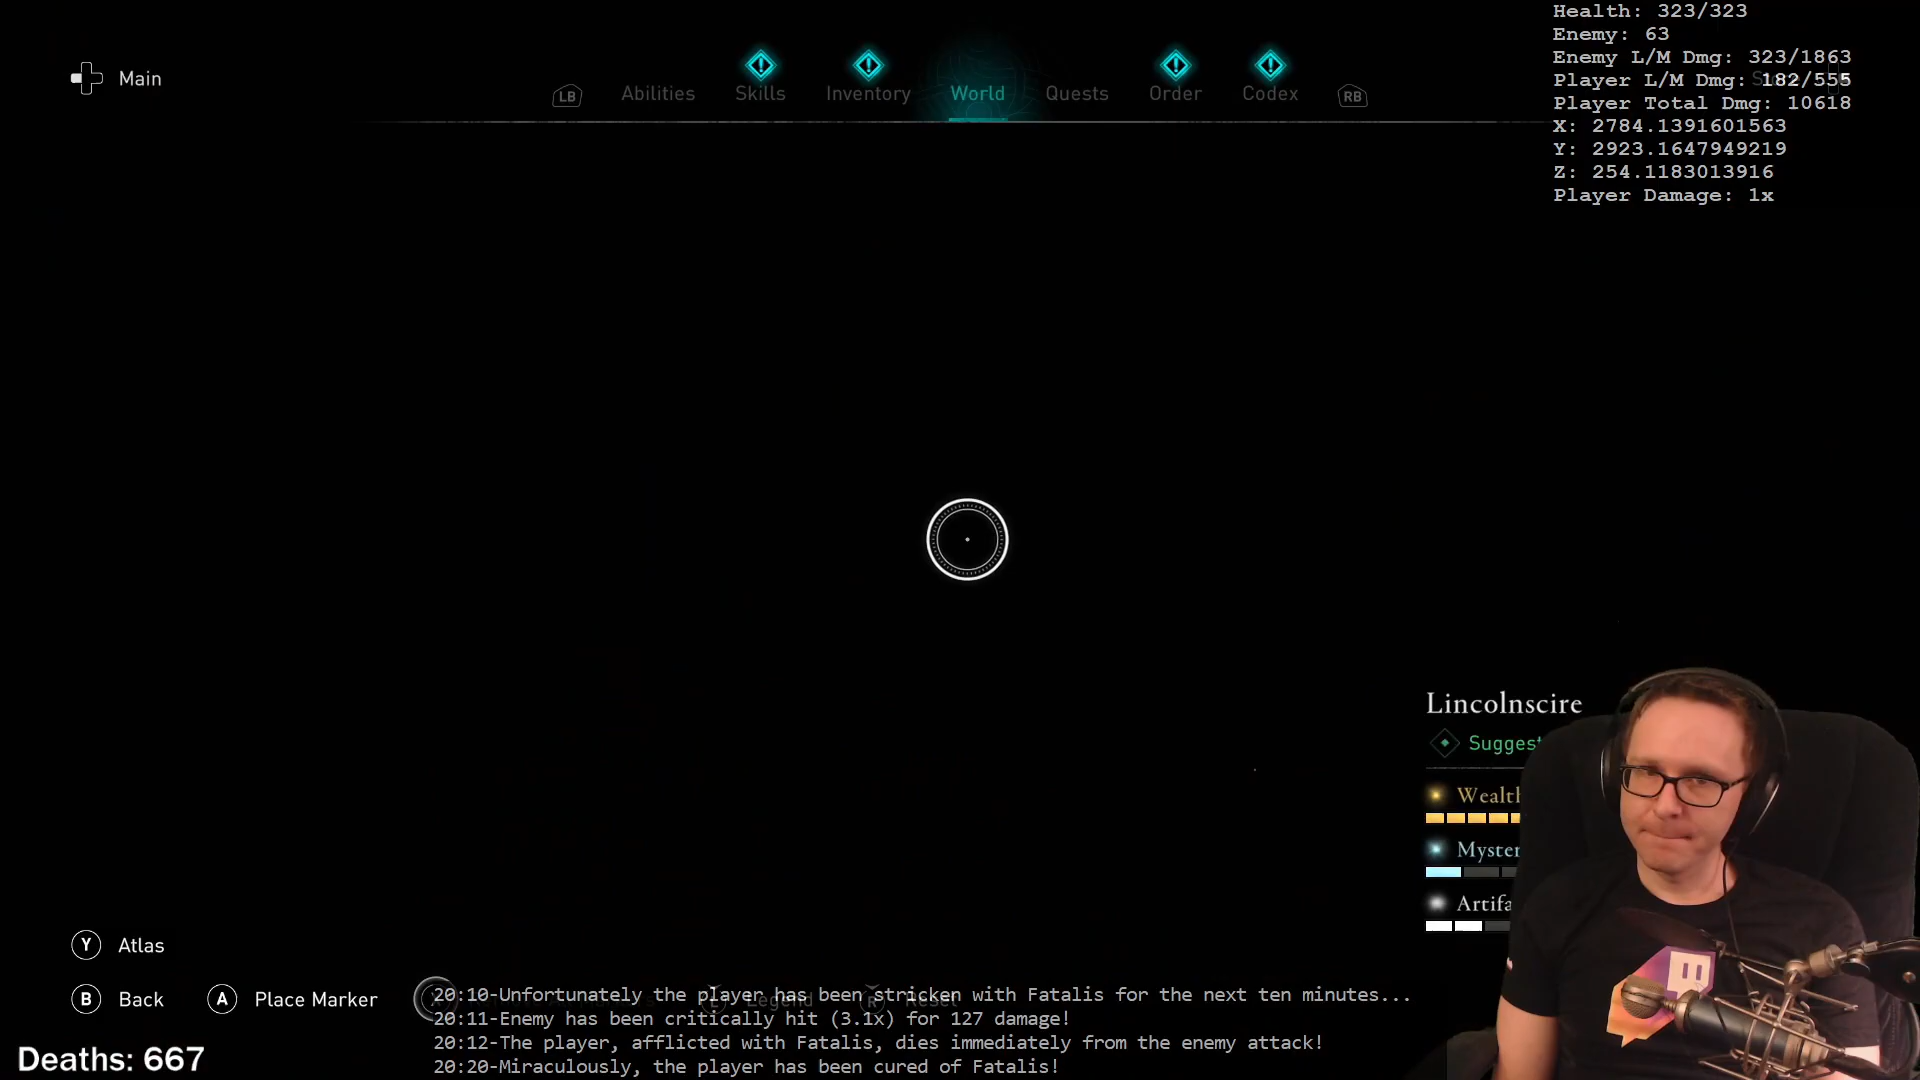 Health: 323/323
Enemy: 63
Enemy L/M Dmg: 323/1863
Player L/M Dmg: 182/555
Player Total Dmg: 10618
X: 2784.1391601563
Y: 2923.1647949219
Z: 254.1183013916
Player Damage: 1x
Main
LB Abilities Skills Inventory World Quests Order Codex RB
Lincolnscire
Suggest
Wealth
Myster
Artifa
Y Atlas
B Back A Place Marker L Legend R Reset
20:10-Unfortunately the player has been stricken with Fatalis for the next ten minutes...
20:11-Enemy has been critically hit (3.1x) for 127 damage!
20:12-The player, afflicted with Fatalis, dies immediately from the enemy attack!
20:20-Miraculously, the player has been cured of Fatalis!
Deaths: 667